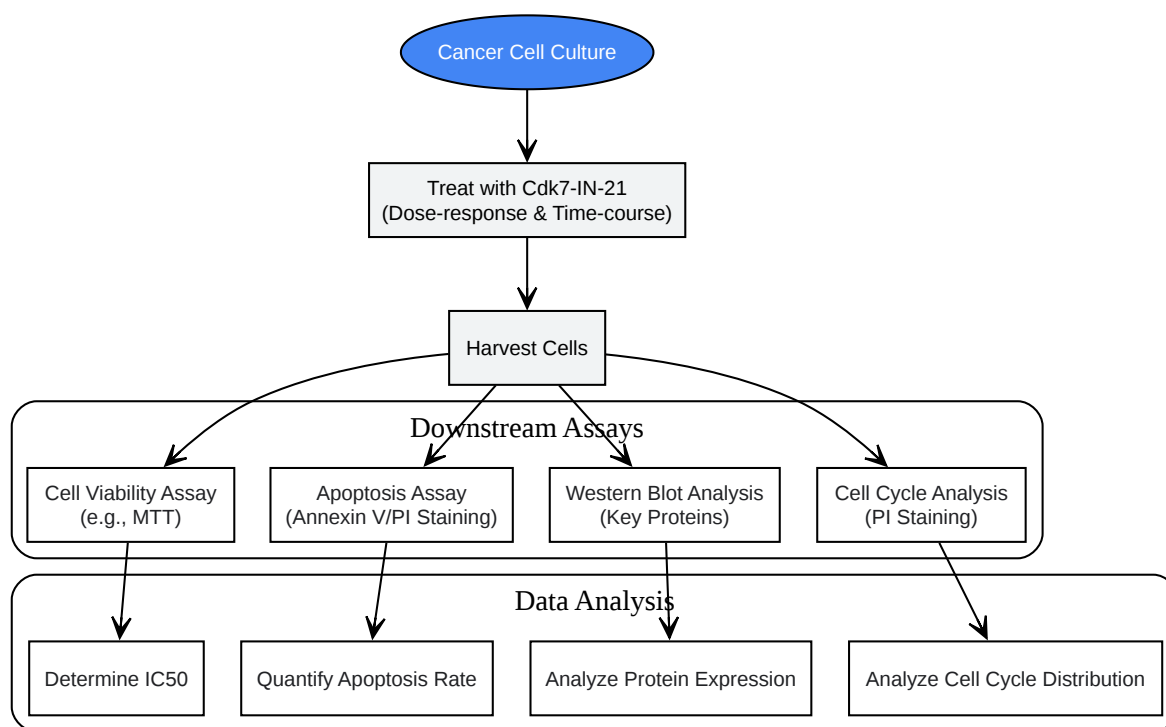 Cancer Cell Culture
Treat with Cdk7-IN-21
(Dose-response & Time-course)
Harvest Cells
Downstream Assays
Cell Viability Assay
(e.g., MTT)
Apoptosis Assay
(Annexin V/PI Staining)
Western Blot Analysis
(Key Proteins)
Cell Cycle Analysis
(PI Staining)
Data Analysis
Determine IC50
Quantify Apoptosis Rate
Analyze Protein Expression
Analyze Cell Cycle Distribution